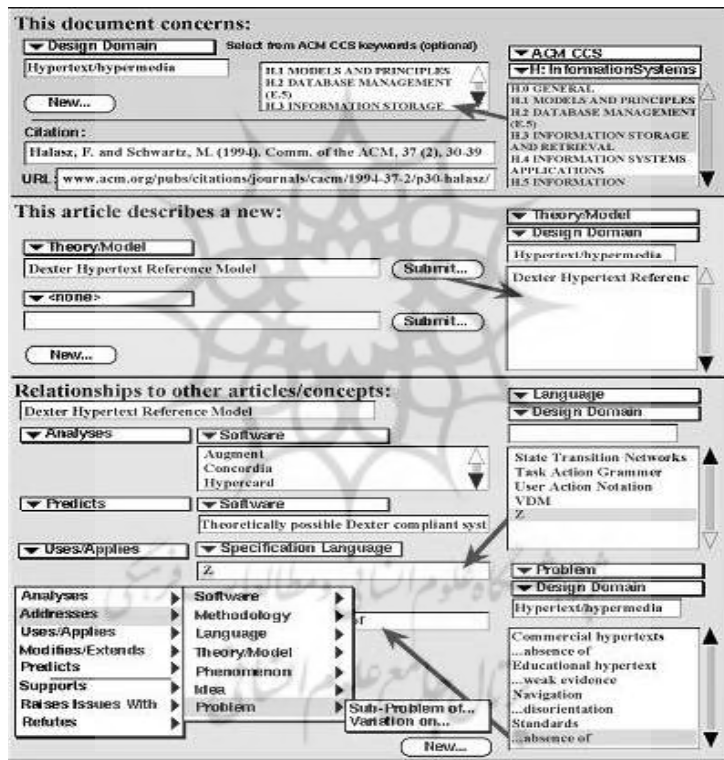 This document concerns:
Design Domain
Select from ACM CCS keywords (optional)
Hypertext/hypermedia
New...
H.1 MODELS AND PRINCIPLES
H.2 DATABASE MANAGEMENT
(E.5)
H.3 INFORMATION STORAGE
ACM CCS
H: InformationSystems
H.0 GENERAL
H.1 MODELS AND PRINCIPLES
H.2 DATABASE MANAGEMENT
(E.5)
H.3 INFORMATION STORAGE
AND RETRIEVAL
H.4 INFORMATION SYSTEMS
APPLICATIONS
H.5 INFORMATION
Citation:
Halasz, F. and Schwartz, M. (1994). Comm. of the ACM, 37 (2), 30-39
URL: www.acm.org/pubs/citations/journals/cacm/1994-37-2/p30-halasz/
This article describes a new:
Theory/Model
Dexter Hypertext Reference Model
Submit...
<none>
Submit...
New...
Theory/Model
Design Domain
Hypertext/hypermedia
Dexter Hypertext Referenc
Relationships to other articles/concepts:
Dexter Hypertext Reference Model
Analyses
Software
Augment
Concordia
Hypercard
Predicts
Software
Theoretically possible Dexter compliant syst
Uses/Applies
Specification Language
Z
Language
Design Domain
State Transition Networks
Task Action Grammer
User Action Notation
VDM
Z
Analyses
Addresses
Uses/Applies
Modifies/Extends
Predicts
Supports
Raises Issues With
Refutes
Software
Methodology
Language
Theory/Model
Phenomenon
Idea
Problem
Sub-Problem of...
Variation on...
New...
Problem
Design Domain
Hypertext/hypermedia
Commercial hypertexts
...absence of
Educational hypertext
...weak evidence
Navigation
...disorientation
Standards
...absence of